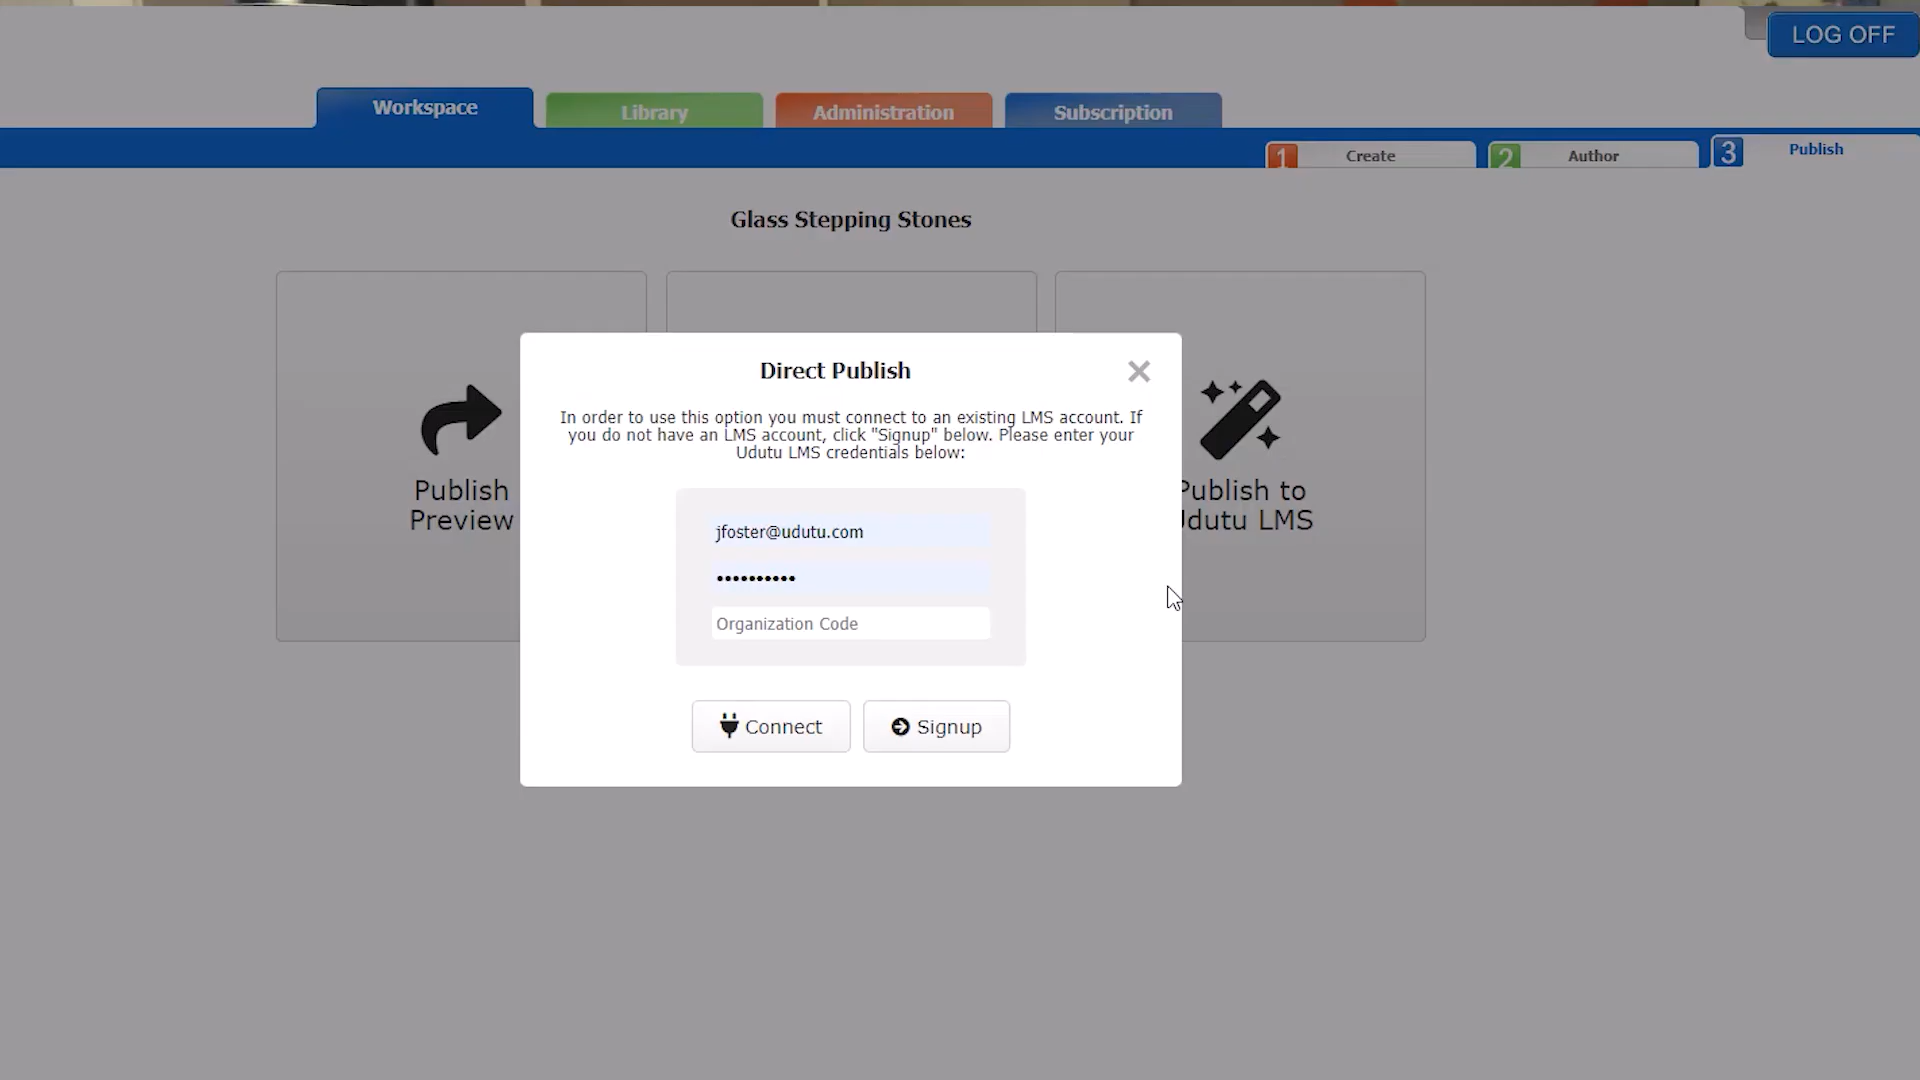 LOG OFF
Workspace
Library
Administration
Subscription
1 Create
2 Author
3 Publish
Glass Stepping Stones
Publish
Preview
Publish to
Udutu LMS
Direct Publish
In order to use this option you must connect to an existing LMS account. If
you do not have an LMS account, click "Signup" below. Please enter your
Udutu LMS credentials below:
jfoster@udutu.com
••••••••••
Organization Code
Connect
Signup